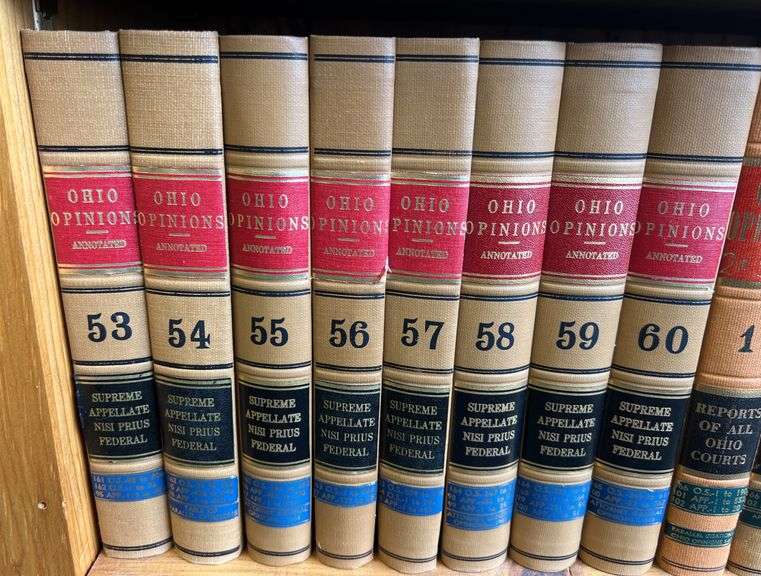 OHIO
OPINIONS
ANNOTATED
53
SUPREME
APPELLATE
NISI PRIUS
FEDERAL
OHIO
OPINIONS
ANNOTATED
54
SUPREME
APPELLATE
NISI PRIUS
FEDERAL
OHIO
OPINIONS
ANNOTATED
55
SUPREME
APPELLATE
NISI PRIUS
FEDERAL
OHIO
OPINIONS
ANNOTATED
56
SUPREME
APPELLATE
NISI PRIUS
FEDERAL
OHIO
OPINIONS
ANNOTATED
57
SUPREME
APPELLATE
NISI PRIUS
FEDERAL
OHIO
OPINIONS
ANNOTATED
58
SUPREME
APPELLATE
NISI PRIUS
FEDERAL
OHIO
OPINIONS
ANNOTATED
59
SUPREME
APPELLATE
NISI PRIUS
FEDERAL
OHIO
OPINIONS
ANNOTATED
60
SUPREME
APPELLATE
NISI PRIUS
FEDERAL
1
REPORTS
OF ALL
OHIO
COURTS